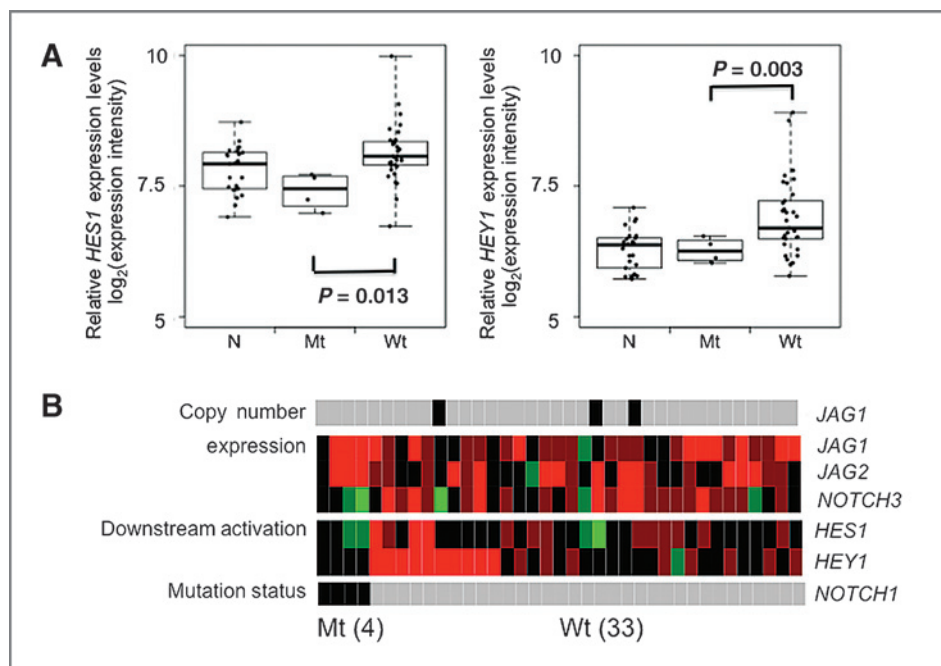 A
Relative HES1 expression levels
log₂(expression intensity)
10
7.5
5
N Mt Wt
P = 0.013
Relative HEY1 expression levels
log₂(expression intensity)
10
7.5
5
N Mt Wt
P = 0.003
B
Copy number JAG1
expression JAG1
JAG2
NOTCH3
Downstream activation HES1
HEY1
Mutation status NOTCH1
Mt (4) Wt (33)